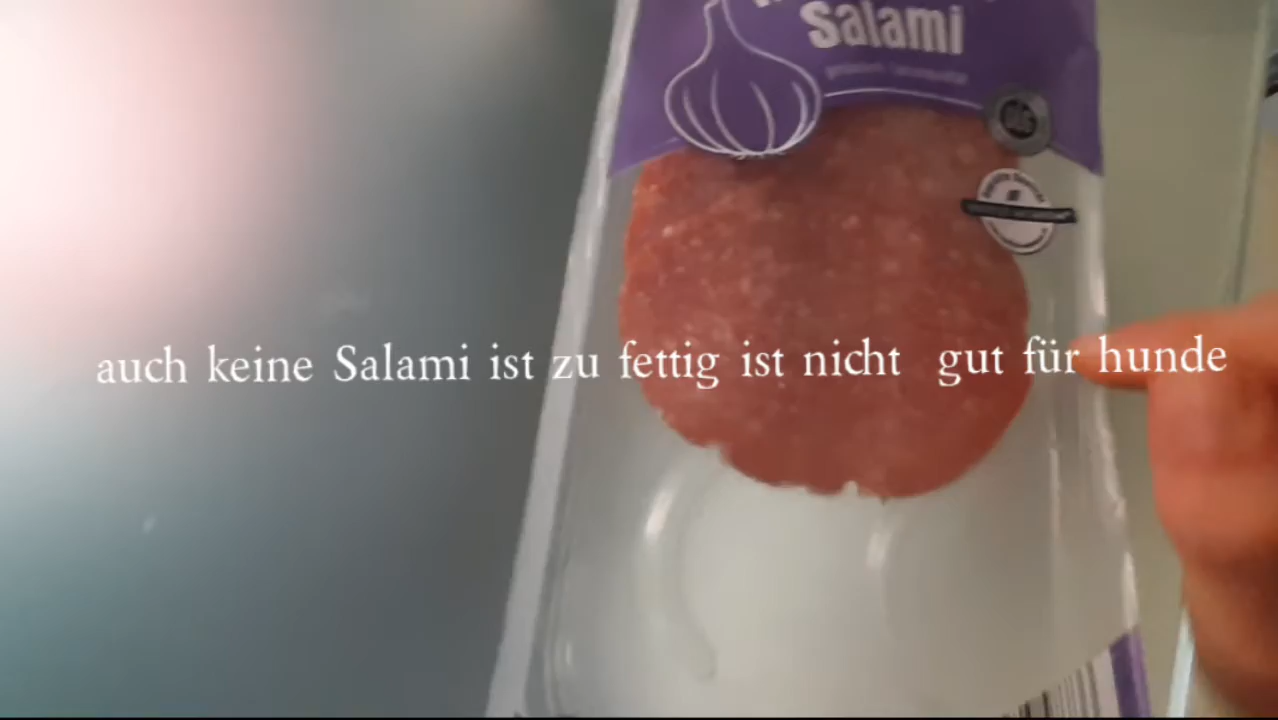 Salami
auch keine Salami ist zu fettig ist nicht gut für hunde